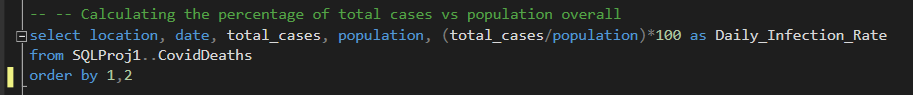 -- -- Calculating the percentage of total cases vs population overall
select location, date, total_cases, population, (total_cases/population)*100 as Daily_Infection_Rate
from SQLProj1..CovidDeaths
order by 1,2